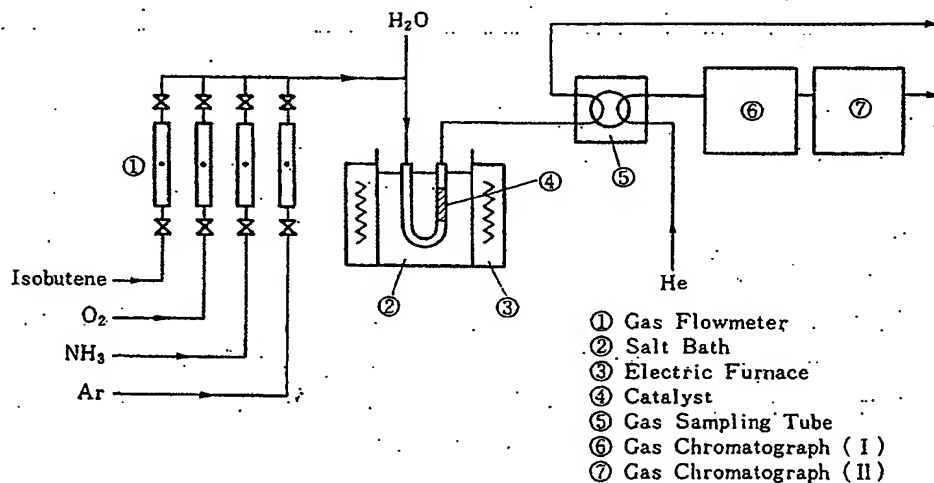 H₂O
①
⑥
⑦
④
⑤
Isobutene
O₂
NH₃
Ar
②
③
He
① Gas Flowmeter
② Salt Bath
③ Electric Furnace
④ Catalyst
⑤ Gas Sampling Tube
⑥ Gas Chromatograph (I)
⑦ Gas Chromatograph (II)